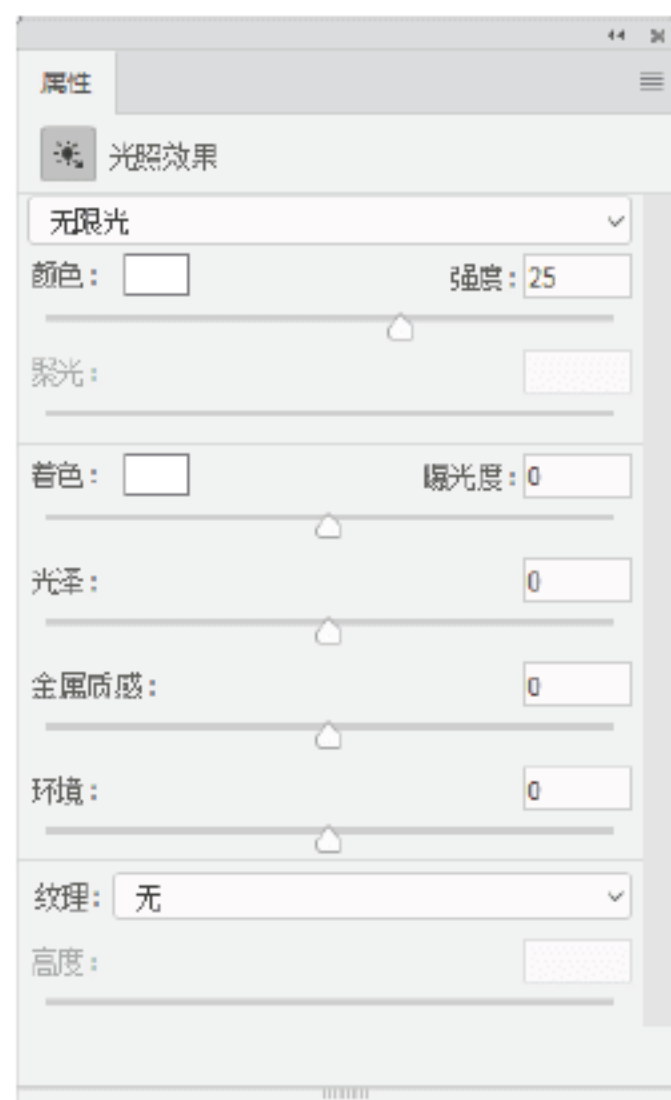 属性
光照效果
无限光
颜色： 强度：25
聚光：
着色： 曝光度：0
光泽： 0
金属质感： 0
环境： 0
纹理： 无
高度：